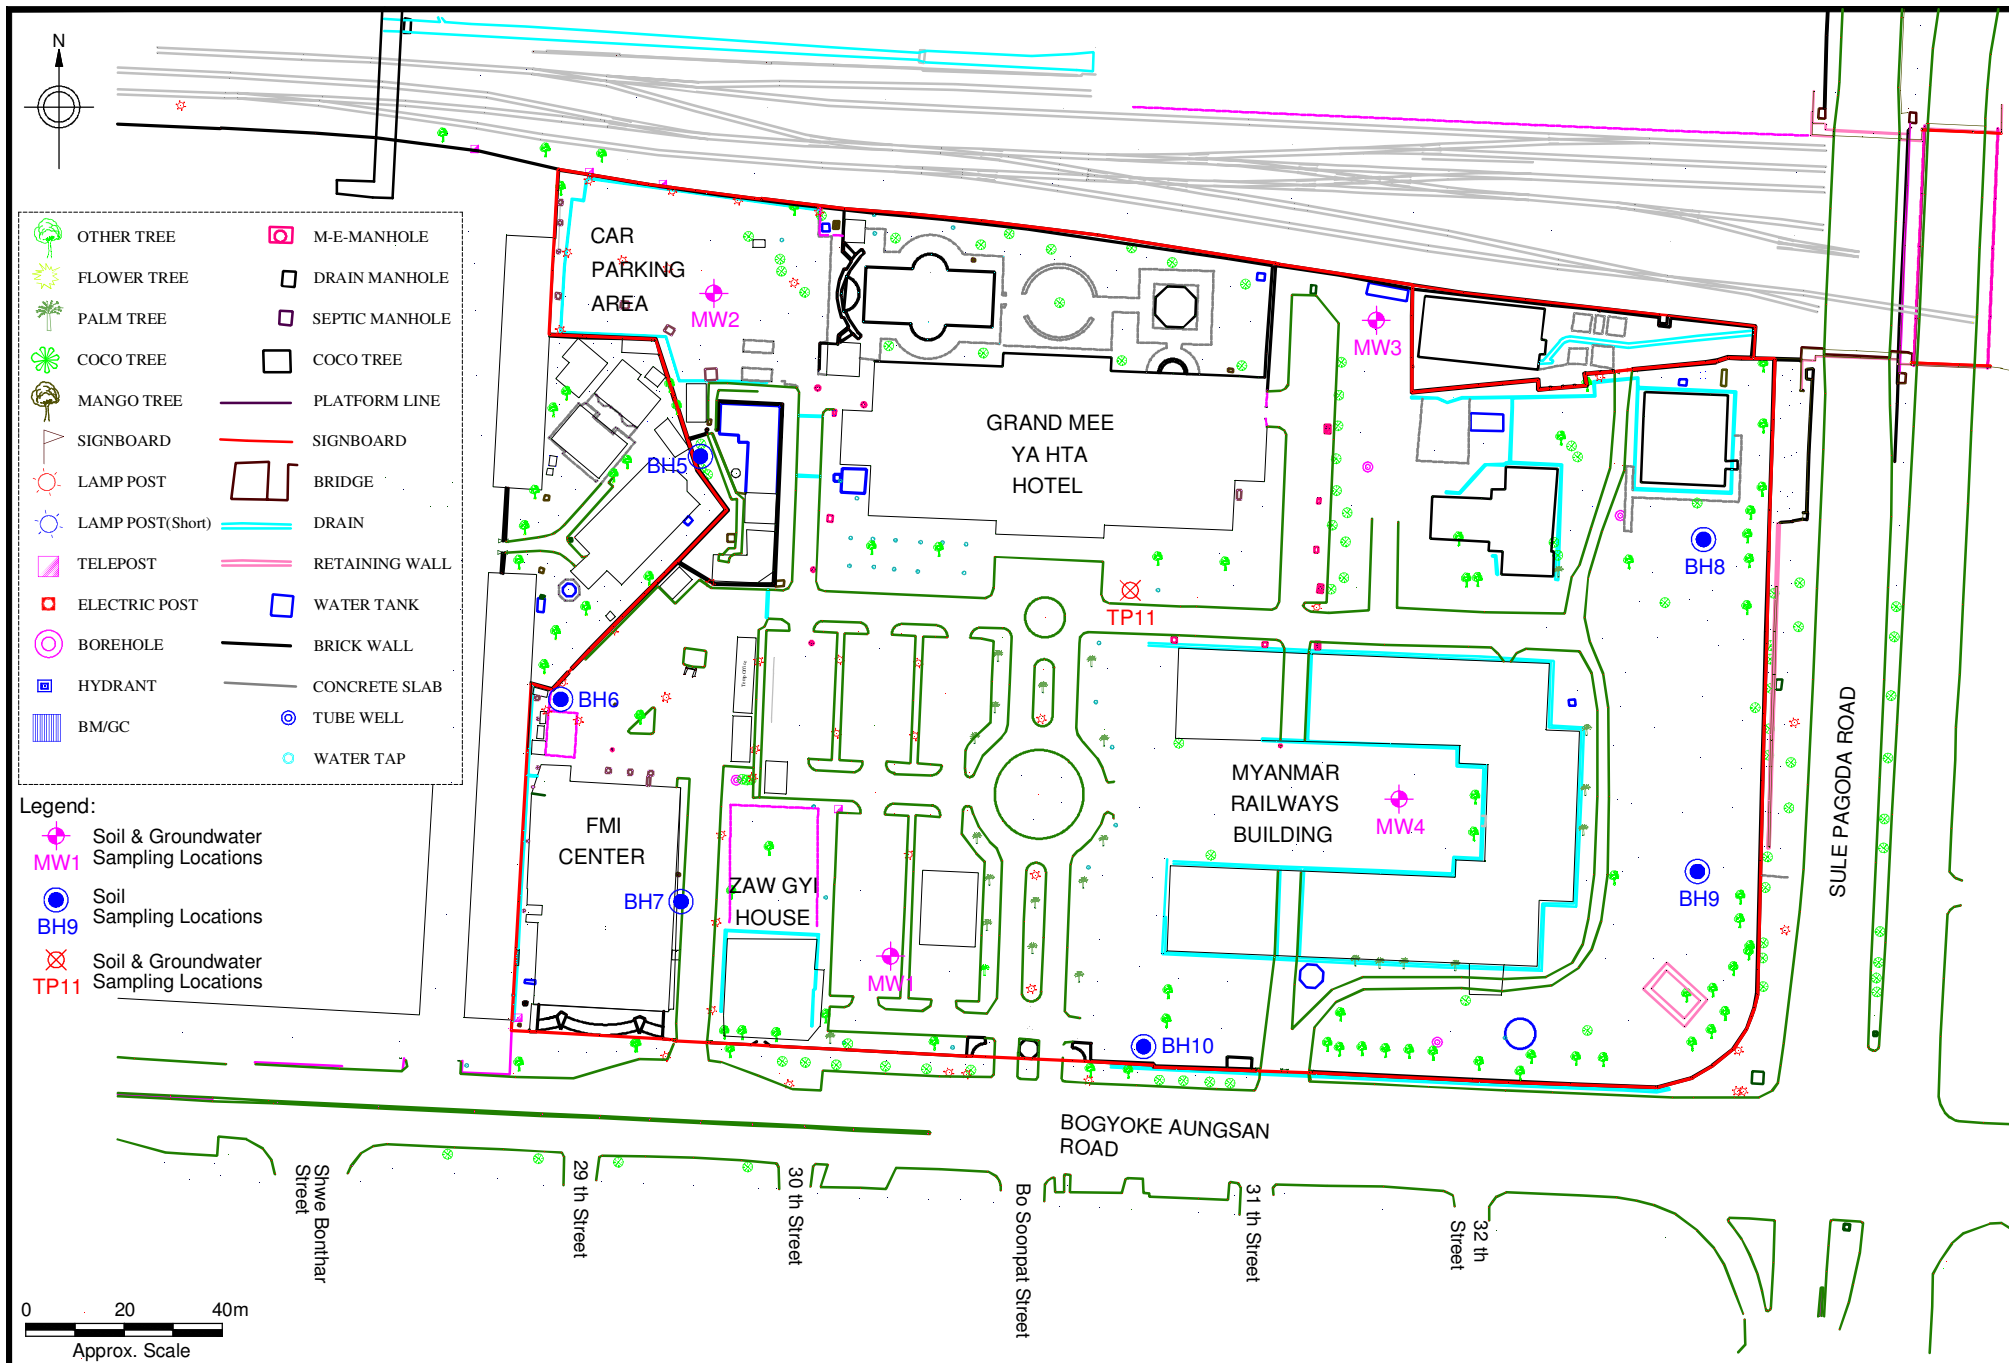 N
OTHER TREE
M-E-MANHOLE
FLOWER TREE
DRAIN MANHOLE
PALM TREE
SEPTIC MANHOLE
COCO TREE
COCO TREE
MANGO TREE
PLATFORM LINE
SIGNBOARD
SIGNBOARD
LAMP POST
BRIDGE
LAMP POST(Short)
DRAIN
TELEPOST
RETAINING WALL
ELECTRIC POST
WATER TANK
BOREHOLE
BRICK WALL
HYDRANT
CONCRETE SLAB
BM/GC
TUBE WELL
WATER TAP
Legend:
MW1
Soil & Groundwater
Sampling Locations
BH9
Soil
Sampling Locations
TP11
Soil & Groundwater
Sampling Locations
CAR
PARKING
AREA
MW2
MW3
GRAND MEE
YA HTA
HOTEL
BH5
BH8
TP11
BH6
MYANMAR
RAILWAYS
BUILDING
MW4
FMI
CENTER
BH7
ZAW GYI
HOUSE
MW1
BH9
BH10
SULE PAGODA ROAD
BOGYOKE AUNGSAN
ROAD
Shwe Bonthar
Street
29 th Street
30 th Street
Bo Soonpat Street
31 th Street
32 th
Street
0 20 40m
Approx. Scale